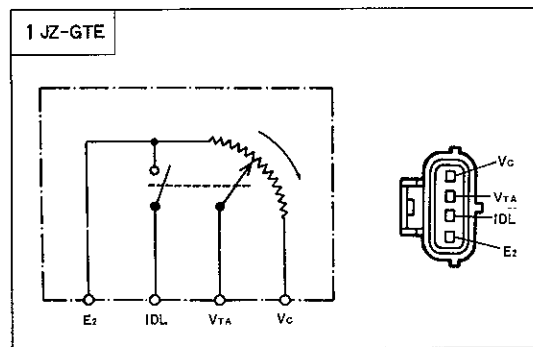 1 JZ-GTE
Vc
VTA
IDL
E2
E2 IDL VTA Vc